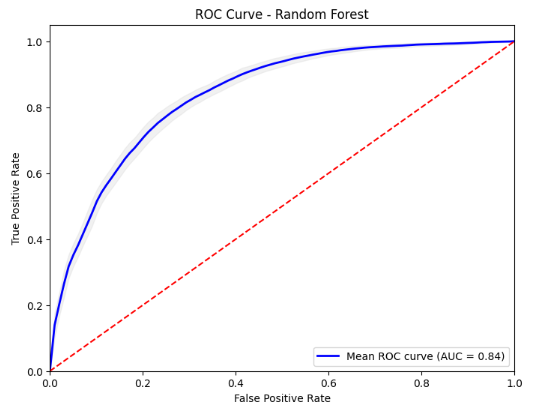 ROC Curve - Random Forest
True Positive Rate
1.0
0.8
0.6
0.4
0.2
0.0
Mean ROC curve (AUC = 0.84)
0.0 0.2 0.4 0.6 0.8 1.0
False Positive Rate